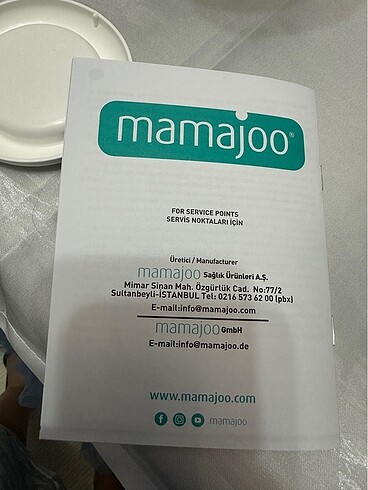 mamajoo®
FOR SERVICE POINTS
SERVİS NOKTALARI İÇİN
Üretici / Manufacturer
mamajoo Sağlık Ürünleri A.Ş.
Mimar Sinan Mah. Özgürlük Cad. No:77/2
Sultanbeyli-İSTANBUL Tel: 0216 573 62 00 (pbx)
E-mail:info@mamajoo.com
mamajoo GmbH
E-mail:info@mamajoo.de
www.mamajoo.com
mamajoo